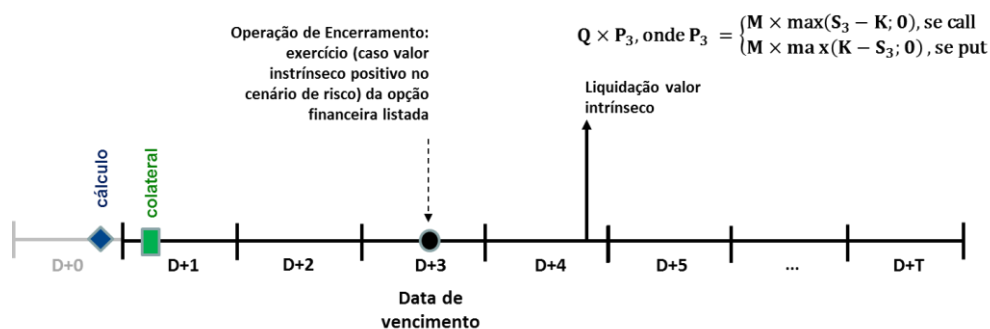 Operação de Encerramento:
exercício (caso valor
instrínseco positivo no
cenário de risco) da opção
financeira listada
Q × P₃, onde P₃ = { M × max(S₃ − K; 0), se call
M × ma x(K − S₃; 0) , se put
Liquidação valor
intrínseco
cálculo
colateral
D+0 D+1 D+2 D+3 D+4 D+5 ... D+T
Data de
vencimento